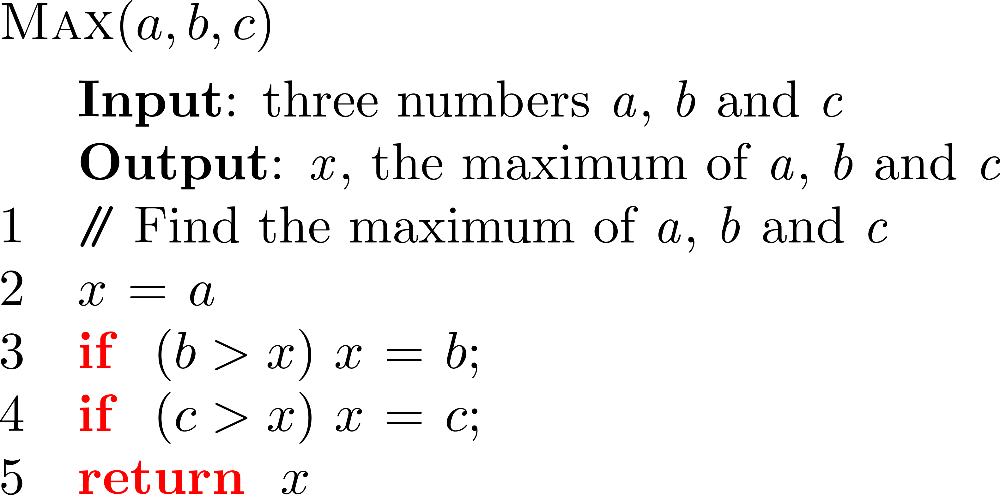 MAX(a, b, c)
Input: three numbers a, b and c
Output: x, the maximum of a, b and c
1 // Find the maximum of a, b and c
2 x = a
3 if (b > x) x = b;
4 if (c > x) x = c;
5 return x